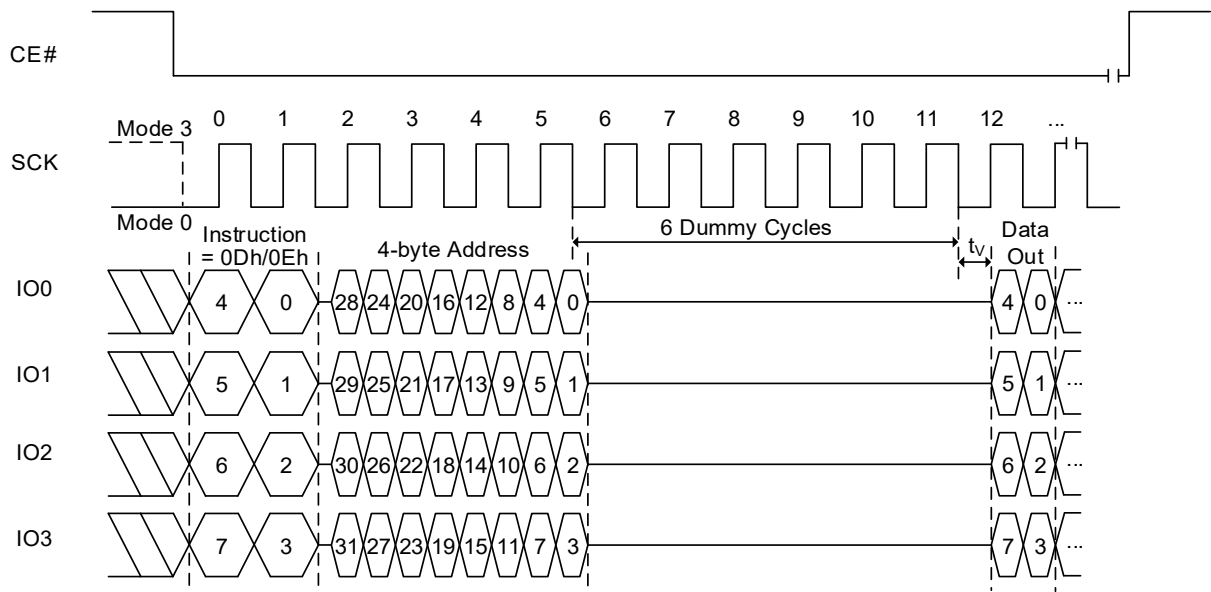 CE#
0 1 2 3 4 5 6 7 8 9 10 11 12 ...
Mode 3
SCK
Mode 0
Instruction
= 0Dh/0Eh
4-byte Address
6 Dummy Cycles
tV
Data
Out
IO0 4 0 28 24 20 16 12 8 4 0 4 0 ...
IO1 5 1 29 25 21 17 13 9 5 1 5 1 ...
IO2 6 2 30 26 22 18 14 10 6 2 6 2 ...
IO3 7 3 31 27 23 19 15 11 7 3 7 3 ...